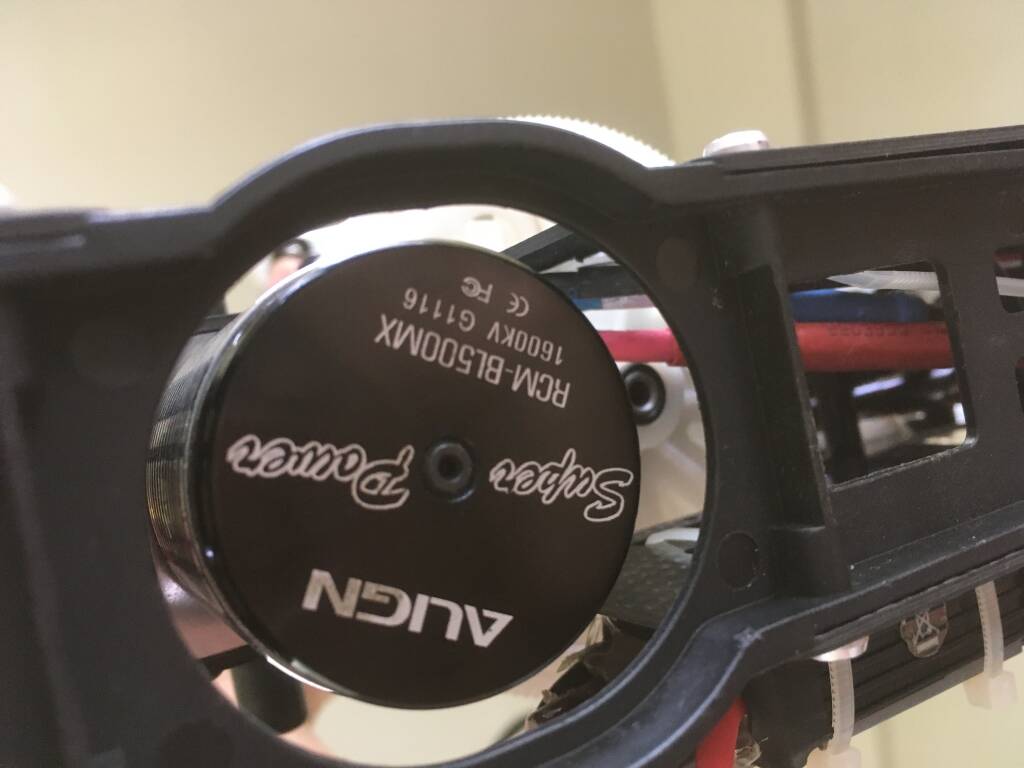 ALIGN
Super Power
RCM-BL500MX
1600KV G1116
CE FC